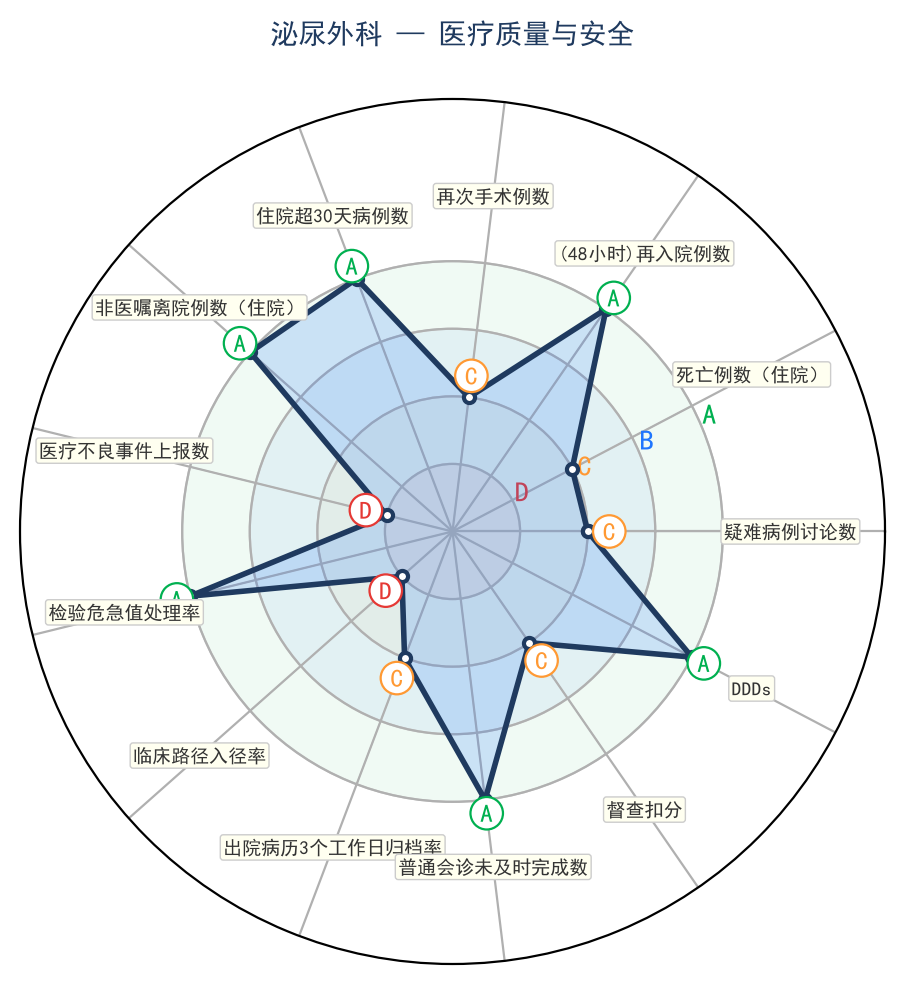 泌尿外科 — 医疗质量与安全
再次手术例数
住院超30天病例数
(48小时)再入院例数
A
A
非医嘱离院例数（住院）
A
死亡例数（住院）
C
A
B
医疗不良事件上报数
C
D
D
疑难病例讨论数
C
A
检验危急值处理率
D
A
C
C
DDDs
临床路径入径率
督查扣分
A
出院病历3个工作日归档率
普通会诊未及时完成数